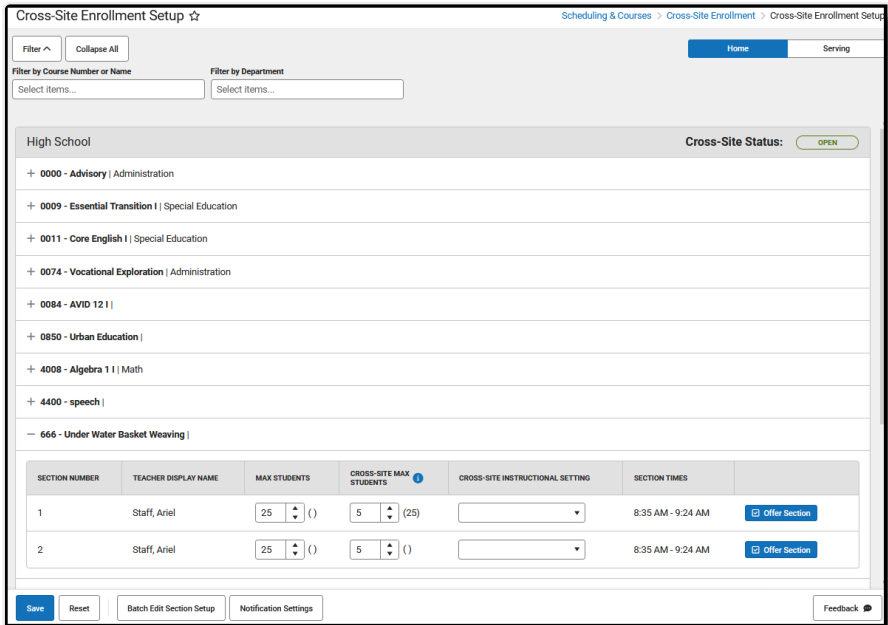 Cross-Site Enrollment Setup
Scheduling & Courses > Cross-Site Enrollment > Cross-Site Enrollment Setup
Filter Collapse All
Home Serving
Filter by Course Number or Name Filter by Department
Select items... Select items...
High School Cross-Site Status: OPEN
+ 0000 - Advisory | Administration
+ 0009 - Essential Transition I | Special Education
+ 0011 - Core English I | Special Education
+ 0074 - Vocational Exploration | Administration
+ 0084 - AVID 12 I |
+ 0850 - Urban Education |
+ 4008 - Algebra 1 I | Math
+ 4400 - speech |
− 666 - Under Water Basket Weaving |
SECTION NUMBER TEACHER DISPLAY NAME MAX STUDENTS CROSS-SITE MAX STUDENTS i CROSS-SITE INSTRUCTIONAL SETTING SECTION TIMES
1 Staff, Ariel 25 ( ) 5 (25) 8:35 AM - 9:24 AM Offer Section
2 Staff, Ariel 25 ( ) 5 ( ) 8:35 AM - 9:24 AM Offer Section
Save Reset Batch Edit Section Setup Notification Settings Feedback